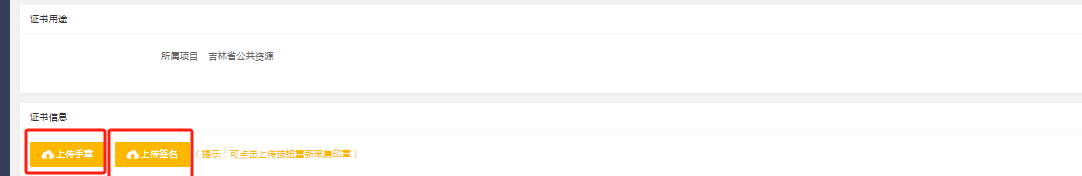 证书用途
所属项目 吉林省公共资源
证书信息
上传手章 上传签名 (提示：可点击上传按钮重新采集印章)